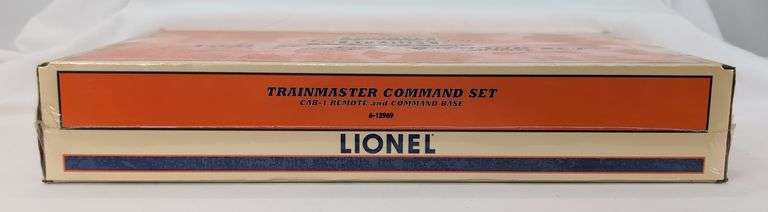 TRAINMASTER COMMAND SET
CAB-1 REMOTE and COMMAND BASE
6-12969
LIONEL